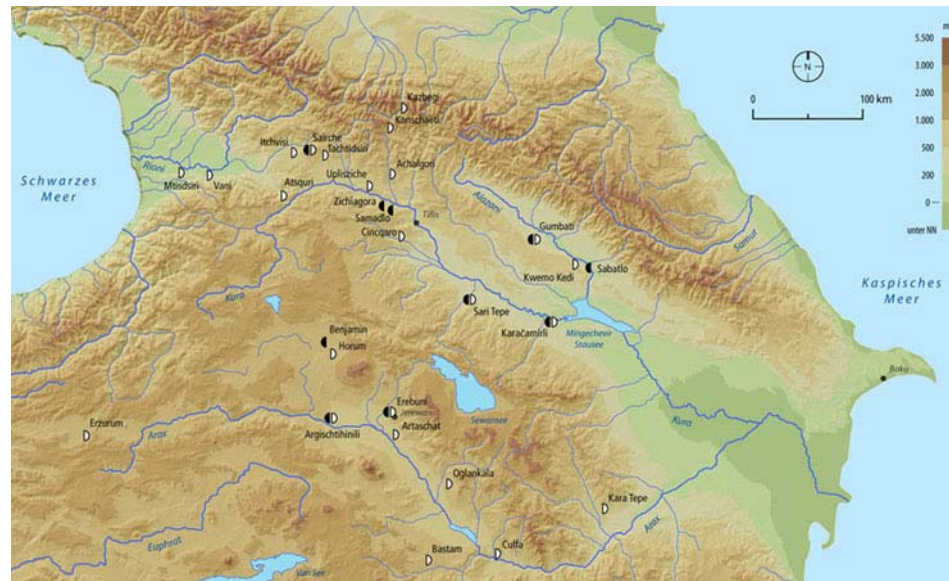 m
5.500
3.000
2.000
1.000
500
200
0
unter NN
N
0
100 km
Kazbegi
Kamschaeti
Itchvisi
Sairche
Tachtidsiri
Achalgori
Rioni
Mtisdsiri
Vani
Atsquri
Uplisziche
Schwarzes
Meer
Zichiagora
Samadlo
Tiflis
Cincqaro
Alazani
Gumbati
Samur
Kwemo Kedi
Sabatlo
Kaspisches
Meer
Kura
Sari Tepe
Karačamirli
Mingechevir
Stausee
Benjamin
Horum
Baku
Erebuni
Jerewan
Sewansee
Kura
Erzurum
Arax
Argischtihinili
Artaschat
Oglankala
Kara Tepe
Arax
Euphrat
Van See
Bastam
Culfa